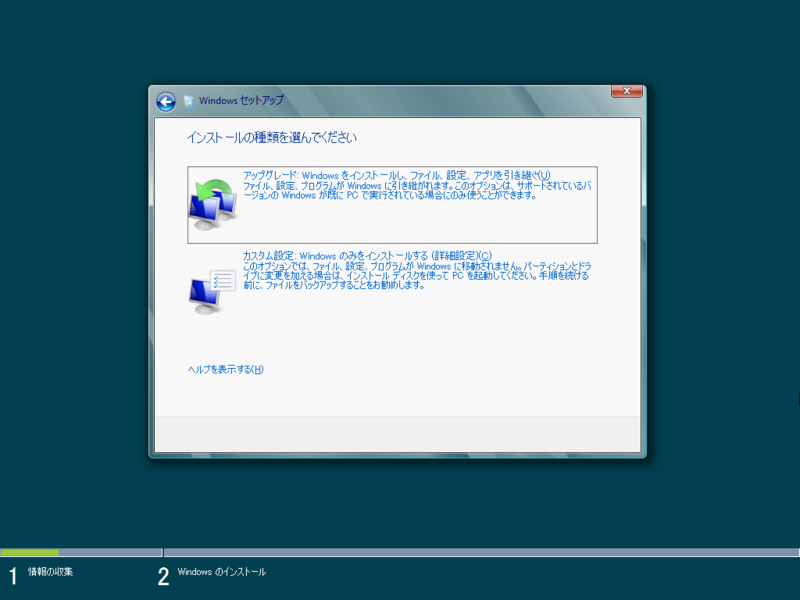 Windows セットアップ
インストールの種類を選んでください
アップグレード: Windows をインストールし、ファイル、設定、アプリを引き継ぐ(U)
ファイル、設定、プログラムが Windows に引き継がれます。このオプションは、サポートされているバ
ージョンの Windows が既に PC で実行されている場合にのみ使うことができます。
カスタム設定: Windows のみをインストールする (詳細設定)(C)
このオプションでは、ファイル、設定、プログラムが Windows に移動されません。パーティションとドラ
イブに変更を加える場合は、インストール ディスクを使って PC を起動してください。手順を続ける
前に、ファイルをバックアップすることをお勧めします。
ヘルプを表示する(H)
1 情報の収集
2 Windows のインストール